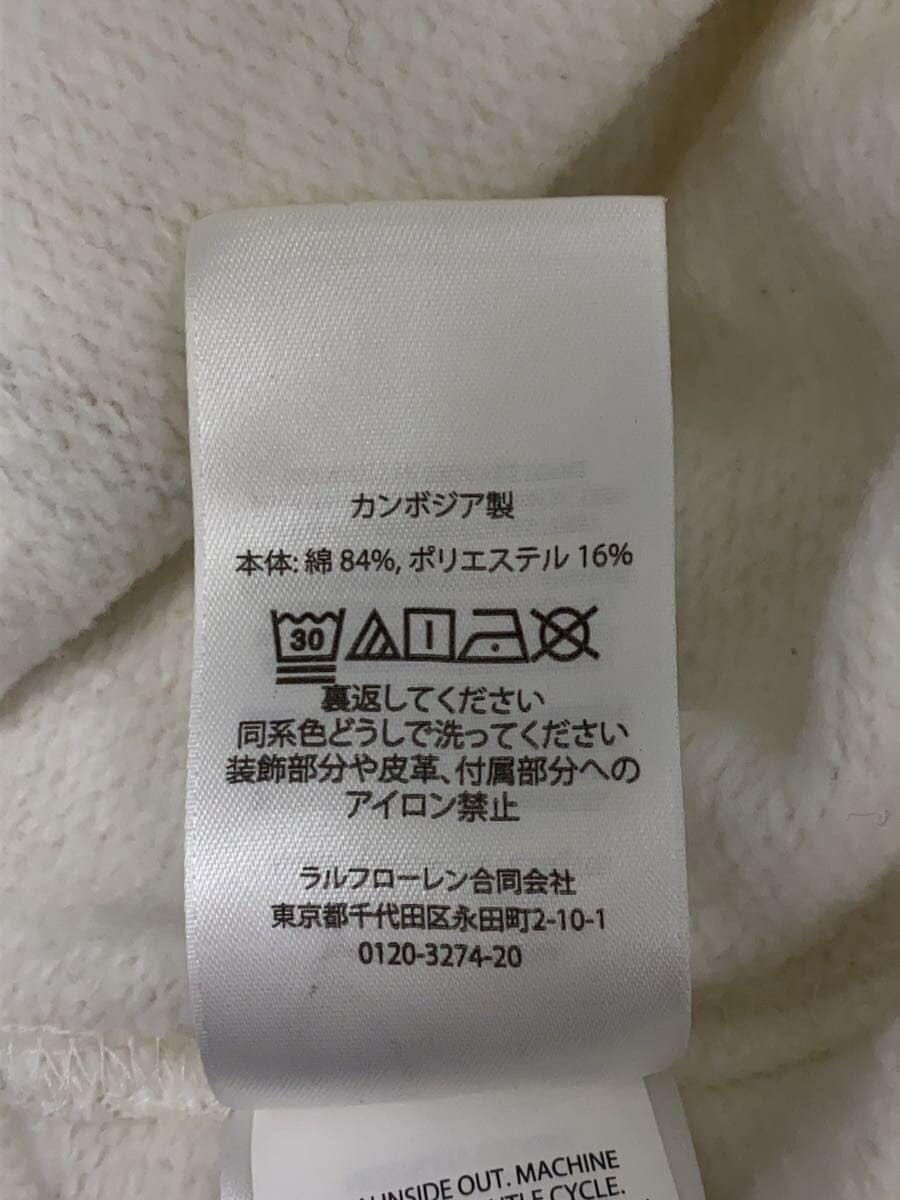 カンボジア製
本体: 綿 84%, ポリエステル 16%
30
裏返してください
同系色どうしで洗ってください
装飾部分や皮革、付属部分への
アイロン禁止
ラルフローレン合同会社
東京都千代田区永田町2-10-1
0120-3274-20
INSIDE OUT. MACHINE
CYCLE.